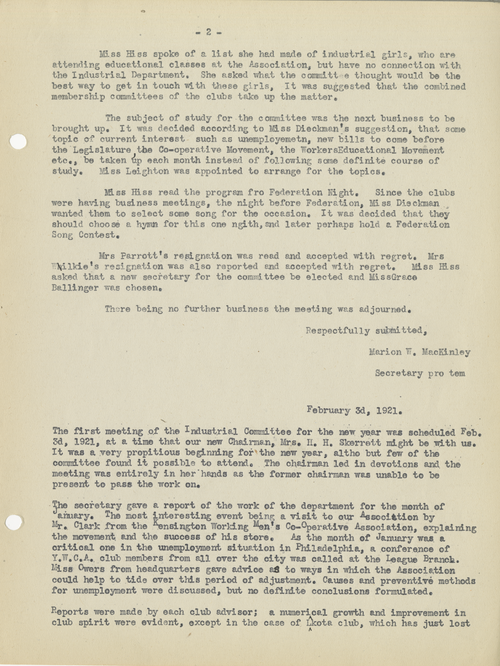 - 2 -
Miss Hiss spoke of a list she had made of industrial girls, who are
attending educational classes at the Association, but have no connection with
the Industrial Department. She asked what the committee thought would be the
best way to get in touch with these girls, It was suggested that the combined
membership committees of the clubs take up the matter.
The subject of study for the committee was the next business to be
brought up. It was decided according to Miss Dieckman's suggestion, that some
topic of current interest such as unemployemetn, new bills to come before
the Legislature, the Co-operative Movement, the WorkersEducational Movement
etc., be taken up each month instead of following some definite course of
study. Miss Leighton was appointed to arrange for the topics.
Miss Hiss read the program fro Federation Night. Since the clubs
were having business meetings, the night before Federation, Miss Dieckman
wanted them to select some song for the occasion. It was decided that they
should choose a hymn for this one ngith,and later perhaps hold a Federation
Song Contest.
Mrs Parrott's resignation was read and accepted with regret. Mrs
Whilkie's resignation was also reported and accepted with regret. Miss Hiss
asked that a new secretary for the committee be elected and MissGrace
Ballinger was chosen.
There being no further business the meeting was adjourned.
Respectfully submitted,
Marion W. MacKinley
Secretary pro tem
February 3d, 1921.
The first meeting of the Industrial Committee for the new year was scheduled Feb.
3d, 1921, at a time that our new Chairman, Mrs. H. H. Skerrett might be with us.
It was a very propitious beginning for the new year, altho but few of the
committee found it possible to attend. The chairman led in devotions and the
meeting was entirely in her hands as the former chairman was unable to be
present to pass the work on.
The secretary gave a report of the work of the department for the month of
January. The most interesting event being a visit to our Association by
Mr. Clark from the Kensington Working Men's Co-Operative Association, explaining
the movement and the success of his store. As the month of January was a
critical one in the unemployment situation in Philadelphia, a conference of
Y.W.C.A. club members from all over the city was called at the League Branch.
Miss Owers from headquarters gave advice as to ways in which the Association
could help to tide over this period of adjustment. Causes and preventive methods
for unemployment were discussed, but no definite conclusions formulated.
Reports were made by each club advisor; a numerical growth and improvement in
club spirit were evident, except in the case of Ikota club, which has just lost